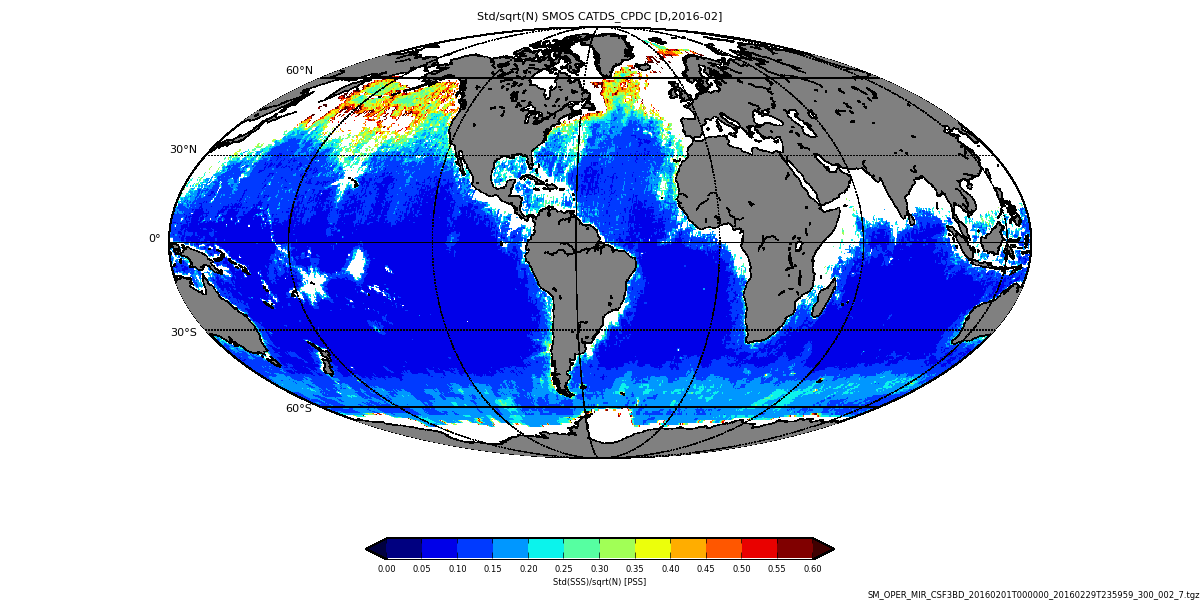 Std/sqrt(N) SMOS CATDS_CPDC [D,2016-02]
60°N
30°N
0°
30°S
60°S
0.00 0.05 0.10 0.15 0.20 0.25 0.30 0.35 0.40 0.45 0.50 0.55 0.60
Std(SSS)/sqrt(N) [PSS]
SM_OPER_MIR_CSF3BD_20160201T000000_20160229T235959_300_002_7.tgz